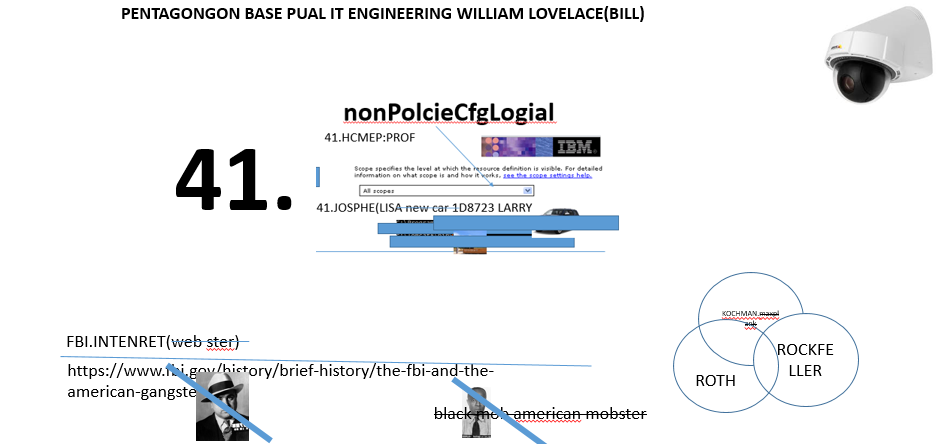 PENTAGONGON BASE PUAL IT ENGINEERING WILLIAM LOVELACE(BILL)
nonPolcieCfgLogial
41.HCMEP:PROF
IBM
41.
Scope specifies the level at which the resource definition is visible. For detailed
information on what scope is and how it works, see the scope settings help.
All scopes
41.JOSPHE(LISA new car 1D8723 LARRY
KOCHMAN
ROTH
ROCKFE
LLER
FBI.INTENRET(web ster)
https://www.fbi.gov/history/brief-history/the-fbi-and-the-
american-gangste
black mob american mobster